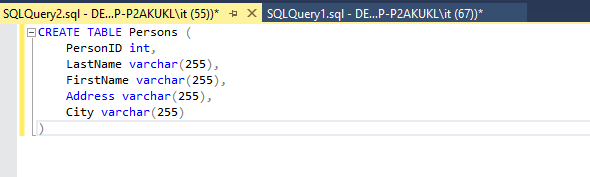 SQLQuery2.sql - DE...P-P2AKUKL\it (55))* SQLQuery1.sql - DE...P-P2AKUKL\it (67))*
CREATE TABLE Persons (
PersonID int,
LastName varchar(255),
FirstName varchar(255),
Address varchar(255),
City varchar(255)
)